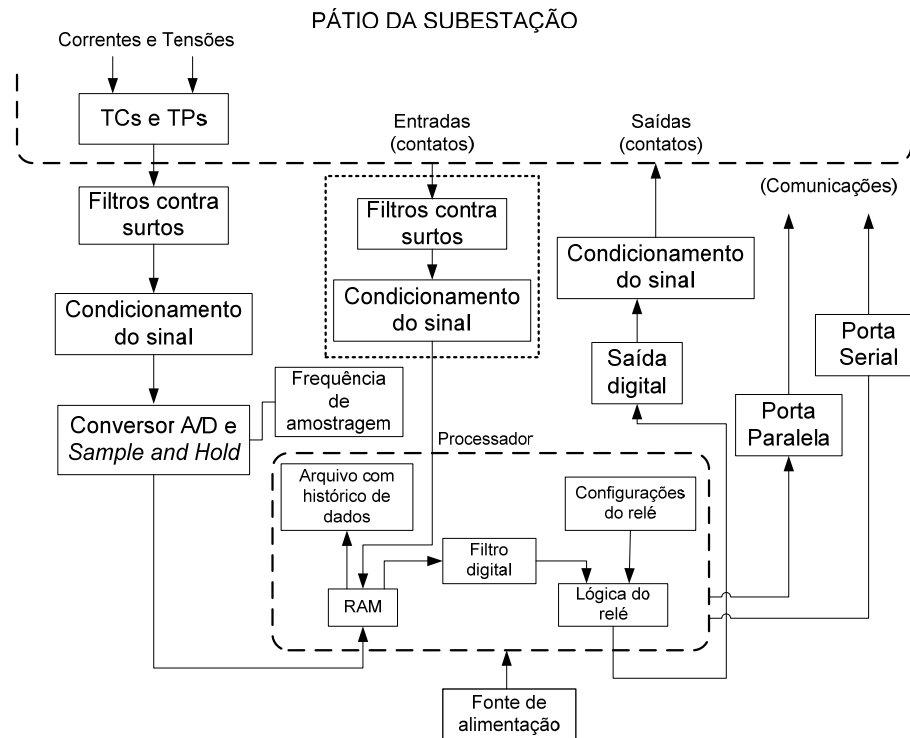 PÁTIO DA SUBESTAÇÃO
Correntes e Tensões
TCs e TPs
Entradas
(contatos)
Saídas
(contatos)
(Comunicações)
Filtros contra
surtos
Filtros contra
surtos
Condicionamento
do sinal
Condicionamento
do sinal
Condicionamento
do sinal
Saída
digital
Porta
Serial
Porta
Paralela
Frequência
de
amostragem
Conversor A/D e
Sample and Hold
Processador
Arquivo com
histórico de
dados
Configurações
do relé
Filtro
digital
RAM
Lógica do
relé
Fonte de
alimentação